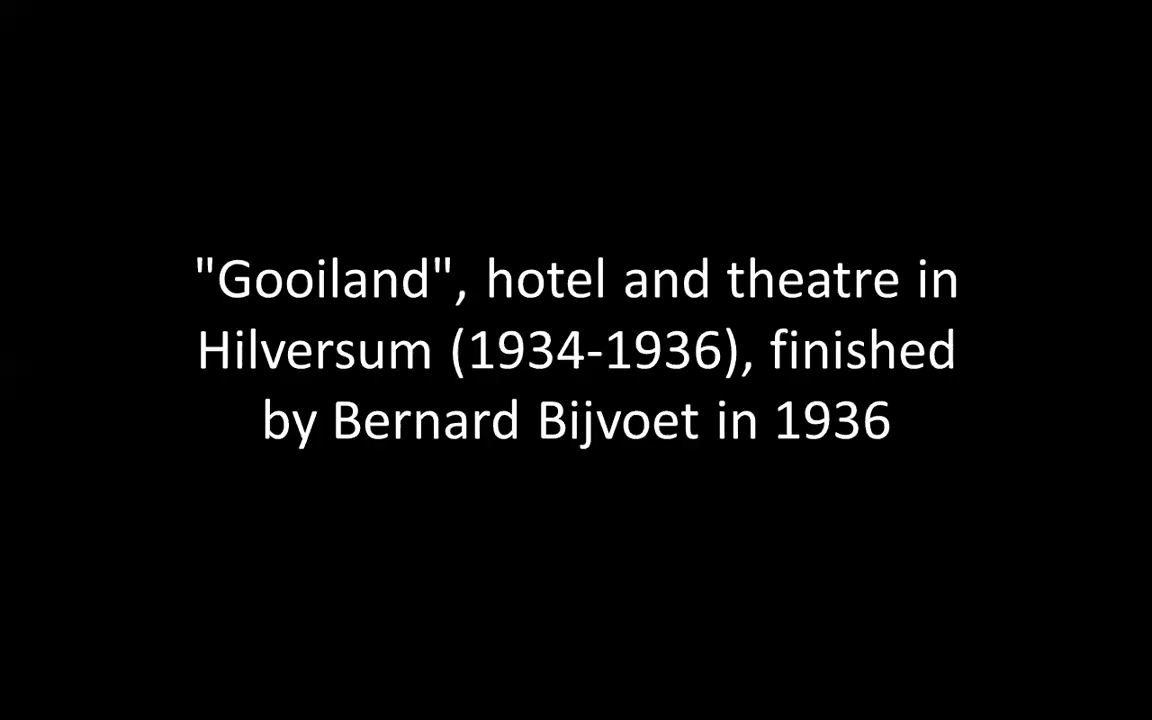 "Gooiland", hotel and theatre in
Hilversum (1934-1936), finished
by Bernard Bijvoet in 1936